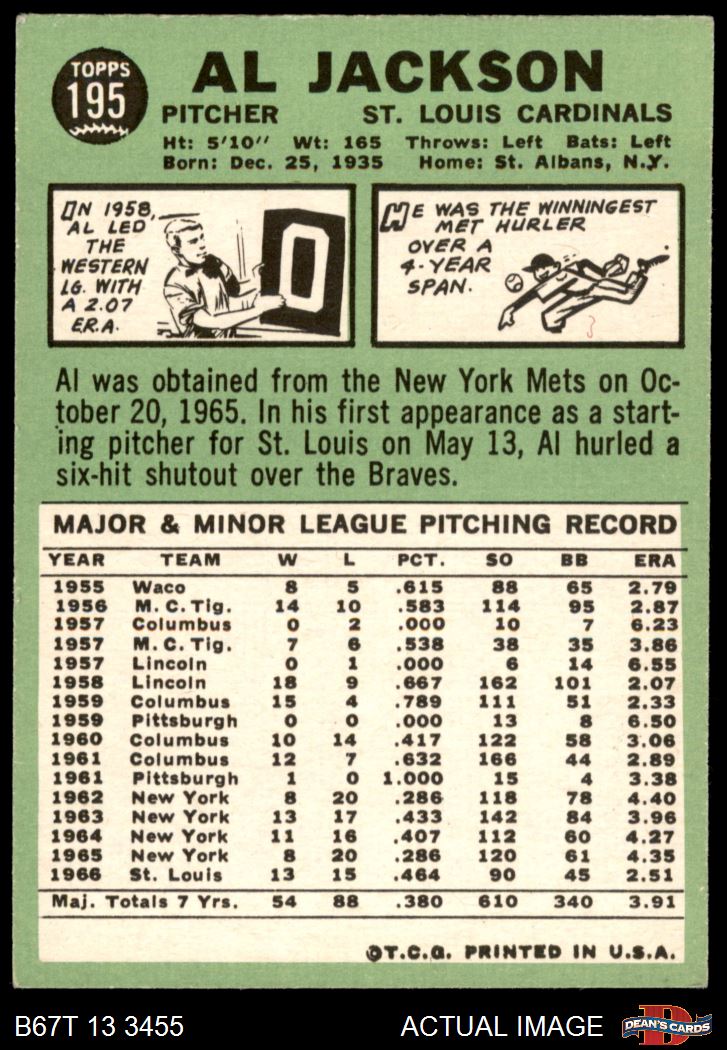 TOPPS
195
AL JACKSON
PITCHER ST. LOUIS CARDINALS
Ht: 5'10" Wt: 165 Throws: Left Bats: Left
Born: Dec. 25, 1935 Home: St. Albans, N.Y.
IN 1958,
AL LED
THE
WESTERN
LG. WITH
A 2.07
E.R.A.
0
HE WAS THE WINNINGEST
MET HURLER
OVER A
4-YEAR
SPAN.
3
Al was obtained from the New York Mets on Oc-
tober 20, 1965. In his first appearance as a start-
ing pitcher for St. Louis on May 13, Al hurled a
six-hit shutout over the Braves.
MAJOR & MINOR LEAGUE PITCHING RECORD
YEAR TEAM W L PCT. SO BB ERA
1955 Waco 8 5 .615 88 65 2.79
1956 M.C. Tig. 14 10 .583 114 95 2.87
1957 Columbus 0 2 .000 10 7 6.23
1957 M.C. Tig. 7 6 .538 38 35 3.86
1957 Lincoln 0 1 .000 6 14 6.55
1958 Lincoln 18 9 .667 162 101 2.07
1959 Columbus 15 4 .789 111 51 2.33
1959 Pittsburgh 0 0 .000 13 8 6.50
1960 Columbus 10 14 .417 122 58 3.06
1961 Columbus 12 7 .632 166 44 2.89
1961 Pittsburgh 1 0 1.000 15 4 3.38
1962 New York 8 20 .286 118 78 4.40
1963 New York 13 17 .433 142 84 3.96
1964 New York 11 16 .407 112 60 4.27
1965 New York 8 20 .286 120 61 4.35
1966 St. Louis 13 15 .464 90 45 2.51
Maj. Totals 7 Yrs. 54 88 .380 610 340 3.91
©T.C.G. PRINTED IN U.S.A.
B67T 13 3455 ACTUAL IMAGE
D
DEAN'S CARDS